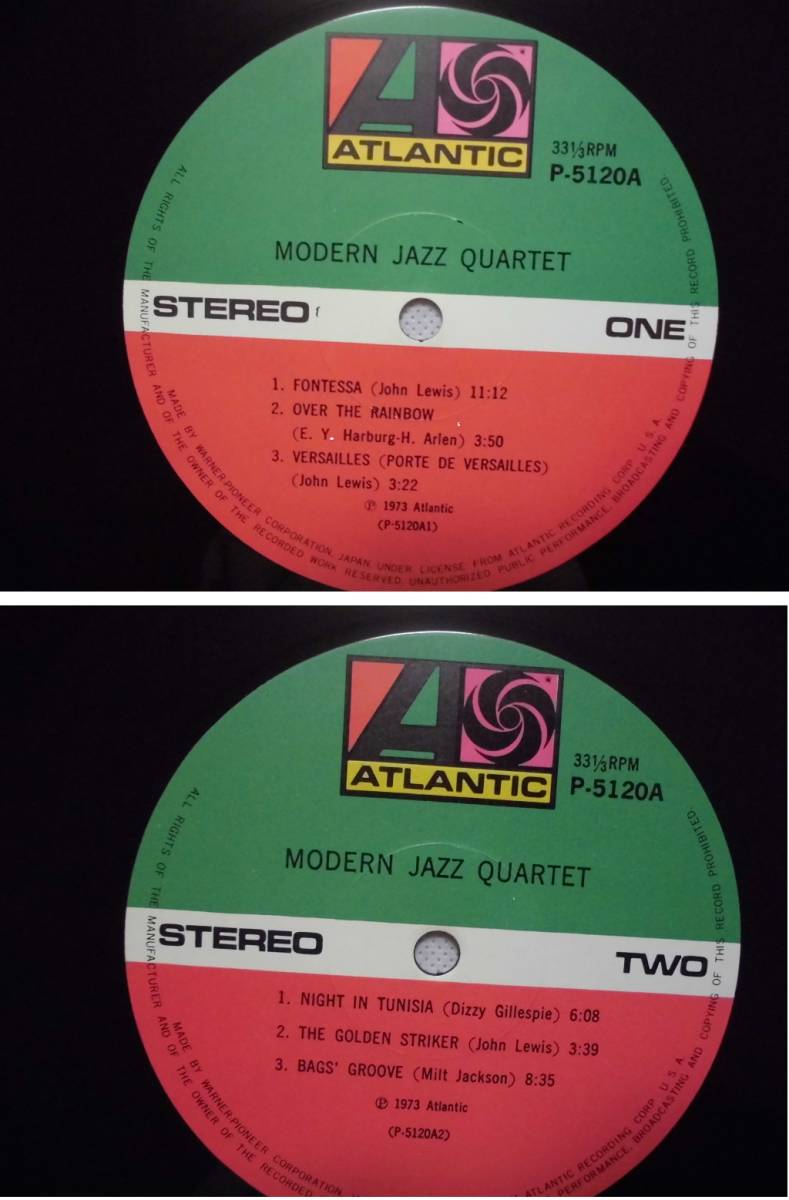 ATLANTIC
33⅓RPM
P-5120A
MODERN JAZZ QUARTET
STEREO
ONE
1. FONTESSA (John Lewis) 11:12
2. OVER THE RAINBOW
(E. Y. Harburg-H. Arlen) 3:50
3. VERSAILLES (PORTE DE VERSAILLES)
(John Lewis) 3:22
℗ 1973 Atlantic
(P-5120A1)
MADE BY WARNER-PIONEER CORPORATION, JAPAN, UNDER LICENSE FROM ATLANTIC RECORDING CORP. U.S.A.
ALL RIGHTS OF THE MANUFACTURER AND OF THE OWNER OF THE RECORDED WORK RESERVED. UNAUTHORIZED PUBLIC PERFORMANCE, BROADCASTING AND COPYING OF THIS RECORD PROHIBITED.
ATLANTIC
33⅓RPM
P-5120A
MODERN JAZZ QUARTET
STEREO
TWO
1. NIGHT IN TUNISIA (Dizzy Gillespie) 6:08
2. THE GOLDEN STRIKER (John Lewis) 3:39
3. BAGS' GROOVE (Milt Jackson) 8:35
℗ 1973 Atlantic
(P-5120A2)
MADE BY WARNER-PIONEER CORPORATION ATLANTIC RECORDING CORP. U.S.A.
ALL RIGHTS OF THE MANUFACTURER AND OF THE OWNER OF THE RECORDED BROADCASTING AND COPYING OF THIS RECORD PROHIBITED.